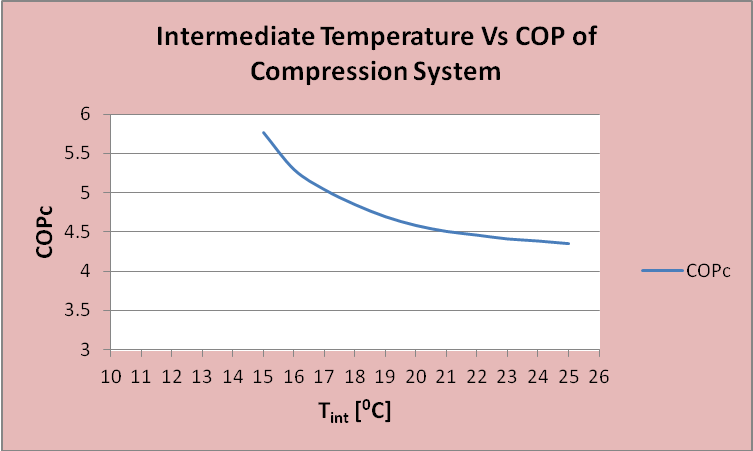 Intermediate Temperature Vs COP of
Compression System
6
5.5
5
4.5
4
3.5
3
COPc
10 11 12 13 14 15 16 17 18 19 20 21 22 23 24 25 26
Tint [⁰C]
COPc